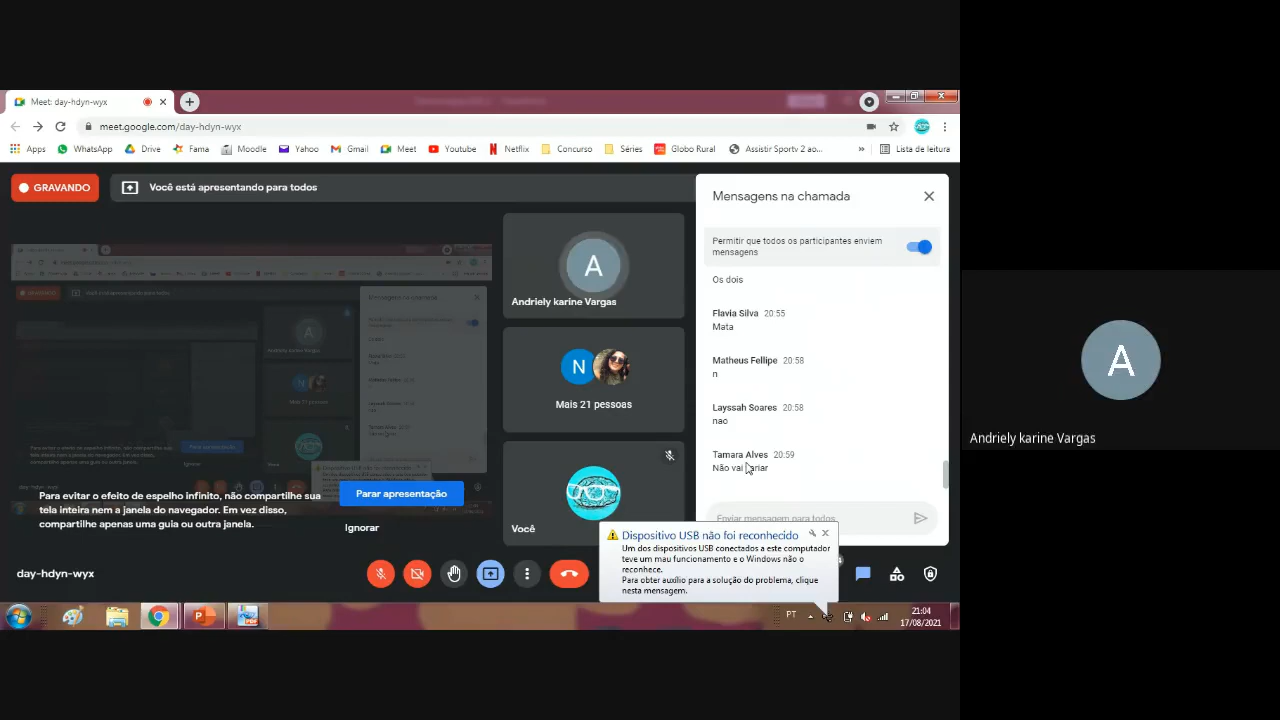 Meet: day-hdyn-wyx
meet.google.com/day-hdyn-wyx
Apps
WhatsApp
Drive
Fama
Moodle
Yahoo
Gmail
Meet
Youtube
Netflix
Concurso
Séries
Globo Rural
Assistir Sportv 2 ao...
»
Lista de leitura
GRAVANDO
Você está apresentando para todos
A
Andriely karine Vargas
N
Mais 21 pessoas
Você
Mensagens na chamada
Permitir que todos os participantes enviem
mensagens
Os dois
Flavia Silva 20:55
Mata
Matheus Fellipe 20:58
n
Layssah Soares 20:58
nao
Tamara Alves 20:59
Não vai
Enviar mensagem para todos
Para evitar o efeito de espelho infinito, não compartilhe sua
tela inteira nem a janela do navegador. Em vez disso,
compartilhe apenas uma guia ou outra janela.
Parar apresentação
Ignorar
Dispositivo USB não foi reconhecido
Um dos dispositivos USB conectados a este computador
teve um mau funcionamento e o Windows não o
reconhece.
Para obter auxílio para a solução do problema, clique
nesta mensagem.
day-hdyn-wyx
PT
21:04
17/08/2021
A
Andriely karine Vargas